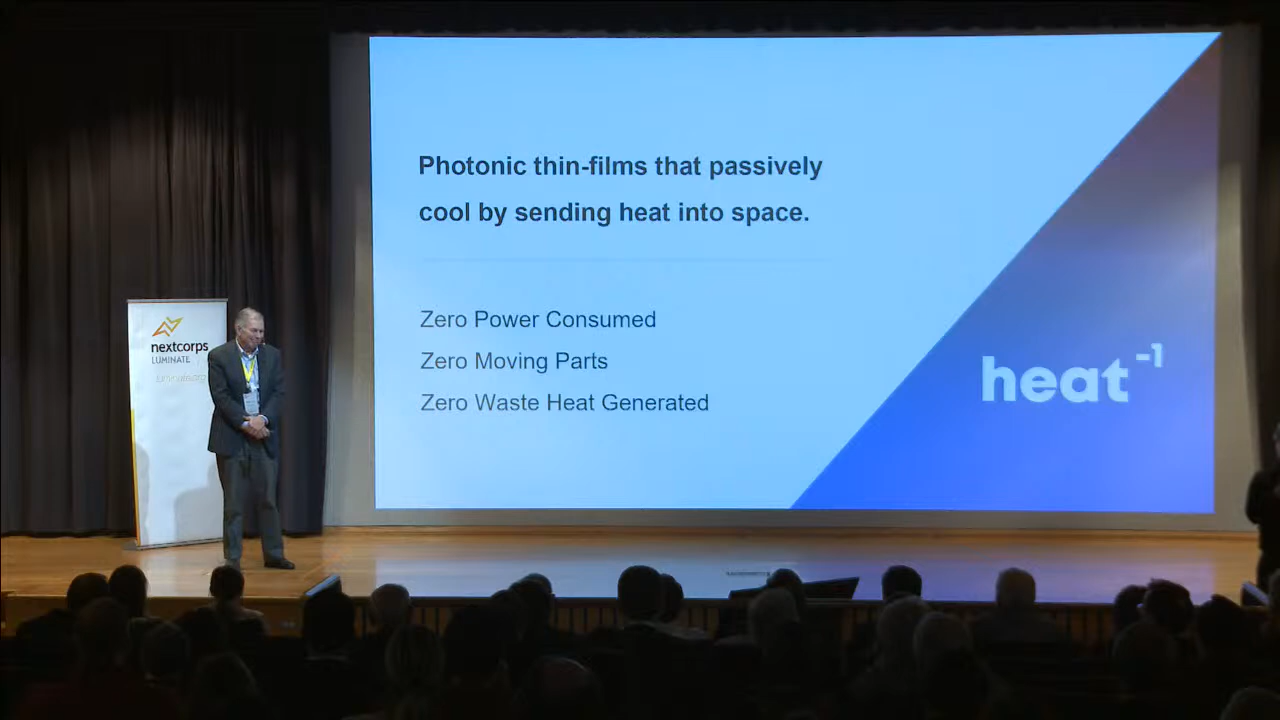 Photonic thin-films that passively
cool by sending heat into space.
Zero Power Consumed
Zero Moving Parts
Zero Waste Heat Generated
heat⁻¹
nextcorps
LUMINATE